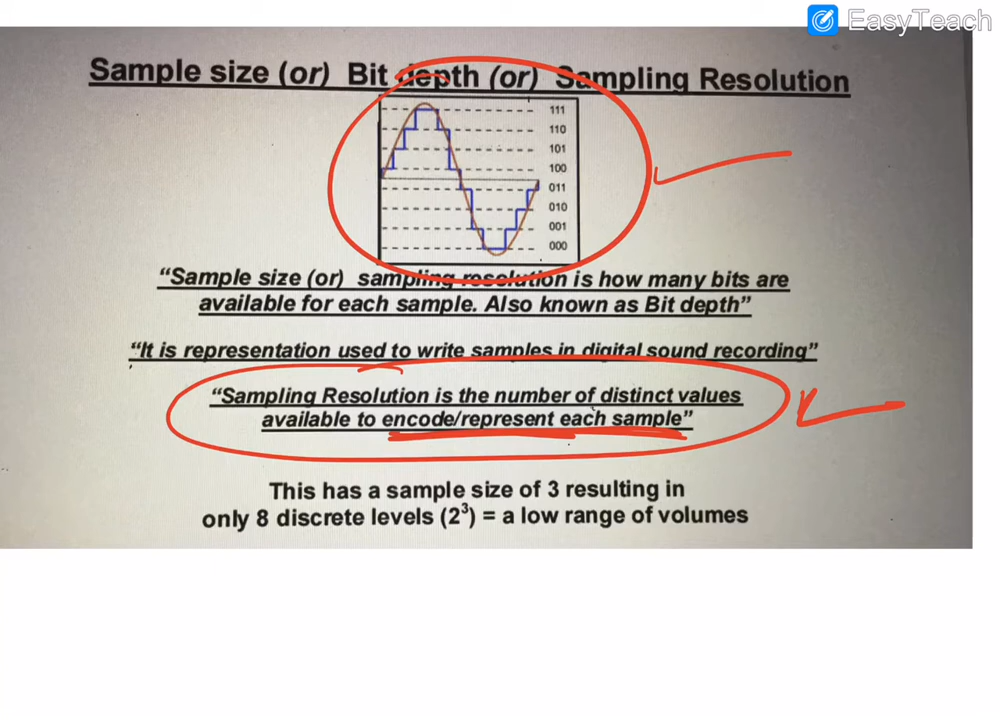 EasyTeach
Sample size (or) Bit depth (or) Sampling Resolution
111
110
101
100
011
010
001
000
“Sample size (or) sampling resolution is how many bits are
available for each sample. Also known as Bit depth”
“It is representation used to write samples in digital sound recording”
“Sampling Resolution is the number of distinct values
available to encode/represent each sample”
This has a sample size of 3 resulting in
only 8 discrete levels (2³) = a low range of volumes